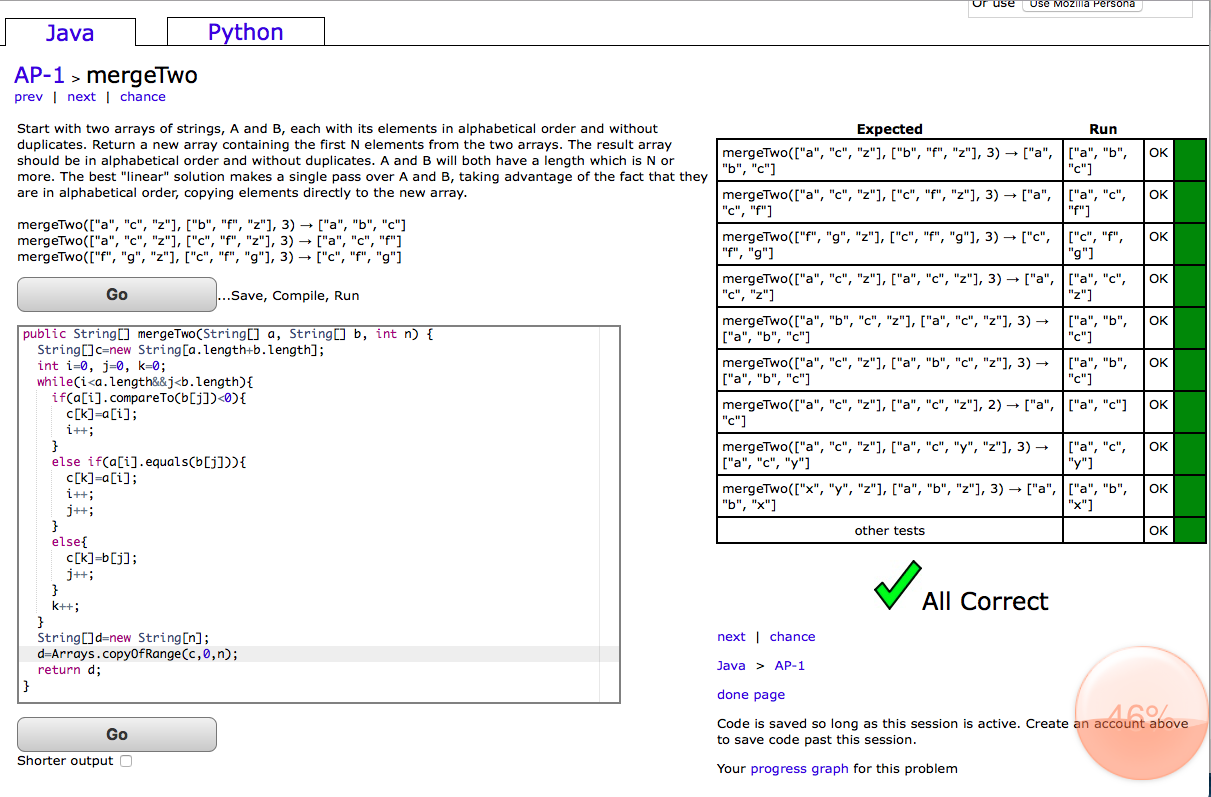 Or use Use Mozilla Persona
Java Python
AP-1 > mergeTwo
prev | next | chance
Start with two arrays of strings, A and B, each with its elements in alphabetical order and without
duplicates. Return a new array containing the first N elements from the two arrays. The result array
should be in alphabetical order and without duplicates. A and B will both have a length which is N or
more. The best "linear" solution makes a single pass over A and B, taking advantage of the fact that they
are in alphabetical order, copying elements directly to the new array.
mergeTwo(["a", "c", "z"], ["b", "f", "z"], 3) → ["a", "b", "c"]
mergeTwo(["a", "c", "z"], ["c", "f", "z"], 3) → ["a", "c", "f"]
mergeTwo(["f", "g", "z"], ["c", "f", "g"], 3) → ["c", "f", "g"]
Go ...Save, Compile, Run
public String[] mergeTwo(String[] a, String[] b, int n) {
  String[]c=new String[a.length+b.length];
  int i=0, j=0, k=0;
  while(i<a.length&&j<b.length){
    if(a[i].compareTo(b[j])<0){
      c[k]=a[i];
      i++;
    }
    else if(a[i].equals(b[j])){
      c[k]=a[i];
      i++;
      j++;
    }
    else{
      c[k]=b[j];
      j++;
    }
    k++;
  }
  String[]d=new String[n];
  d=Arrays.copyOfRange(c,0,n);
  return d;
}
Go
Shorter output
Expected Run
mergeTwo(["a", "c", "z"], ["b", "f", "z"], 3) → ["a", ["a", "b", OK
"b", "c"] "c"]
mergeTwo(["a", "c", "z"], ["c", "f", "z"], 3) → ["a", ["a", "c", OK
"c", "f"] "f"]
mergeTwo(["f", "g", "z"], ["c", "f", "g"], 3) → ["c", ["c", "f", OK
"f", "g"] "g"]
mergeTwo(["a", "c", "z"], ["a", "c", "z"], 3) → ["a", ["a", "c", OK
"c", "z"] "z"]
mergeTwo(["a", "b", "c", "z"], ["a", "c", "z"], 3) → ["a", "b", OK
["a", "b", "c"] "c"]
mergeTwo(["a", "c", "z"], ["a", "b", "c", "z"], 3) → ["a", "b", OK
["a", "b", "c"] "c"]
mergeTwo(["a", "c", "z"], ["a", "c", "z"], 2) → ["a", ["a", "c"] OK
"c"]
mergeTwo(["a", "c", "z"], ["a", "c", "y", "z"], 3) → ["a", "c", OK
["a", "c", "y"] "y"]
mergeTwo(["x", "y", "z"], ["a", "b", "z"], 3) → ["a", ["a", "b", OK
"b", "x"] "x"]
other tests OK
All Correct
next | chance
Java > AP-1
done page
46%
Code is saved so long as this session is active. Create an account above
to save code past this session.
Your progress graph for this problem